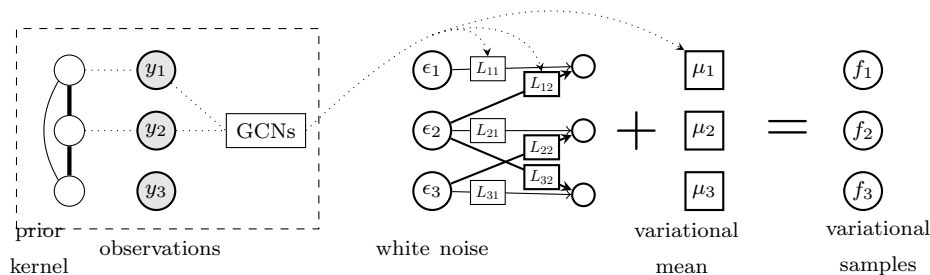 y1
y2
y3
GCNs
ϵ1
ϵ2
ϵ3
L11
L12
L21
L22
L32
L31
+
μ1
μ2
μ3
=
f1
f2
f3
prior
kernel
observations
white noise
variational
mean
variational
samples